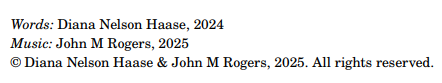 Words: Diana Nelson Haase, 2024
Music: John M Rogers, 2025
© Diana Nelson Haase & John M Rogers, 2025. All rights reserved.